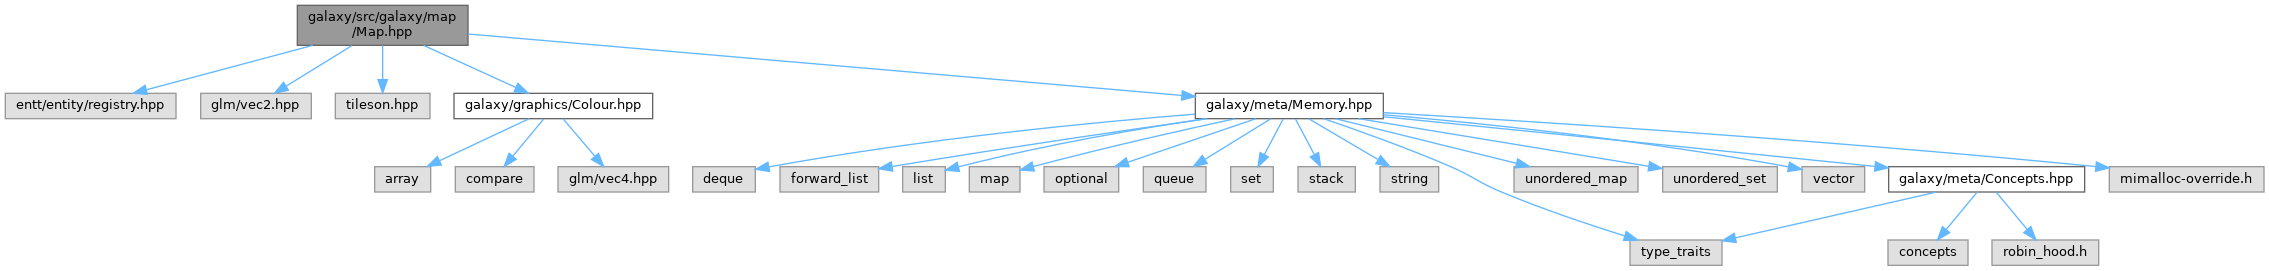 galaxy/src/galaxy/map
/Map.hpp
entt/entity/registry.hpp
glm/vec2.hpp
tileson.hpp
galaxy/graphics/Colour.hpp
galaxy/meta/Memory.hpp
array
compare
glm/vec4.hpp
deque
forward_list
list
map
optional
queue
set
stack
string
unordered_map
unordered_set
vector
galaxy/meta/Concepts.hpp
mimalloc-override.h
type_traits
concepts
robin_hood.h